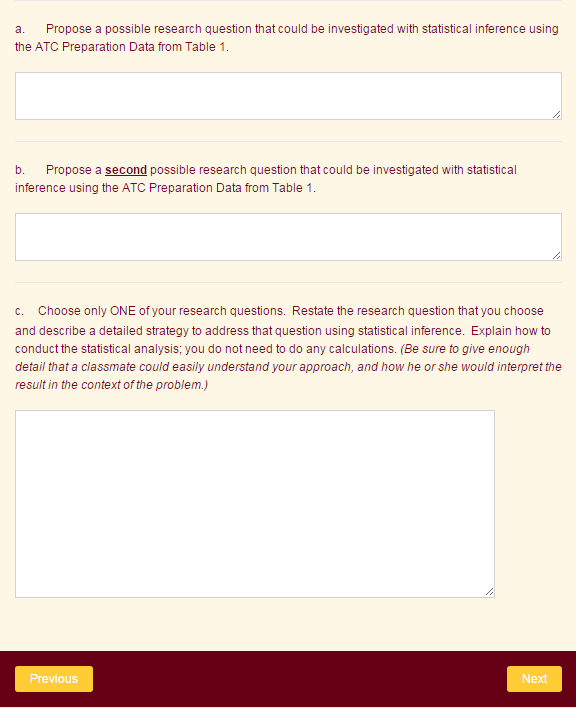 a. Propose a possible research question that could be investigated with statistical inference using
the ATC Preparation Data from Table 1.
b. Propose a second possible research question that could be investigated with statistical
inference using the ATC Preparation Data from Table 1.
c. Choose only ONE of your research questions. Restate the research question that you choose
and describe a detailed strategy to address that question using statistical inference. Explain how to
conduct the statistical analysis; you do not need to do any calculations. (Be sure to give enough
detail that a classmate could easily understand your approach, and how he or she would interpret the
result in the context of the problem.)
Previous
Next